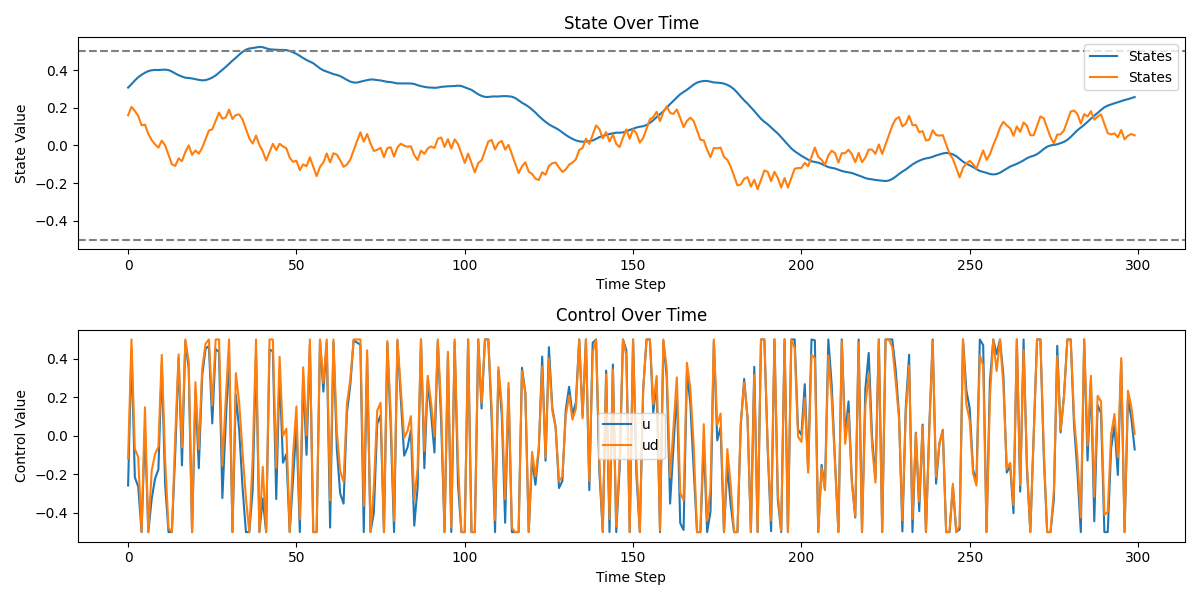 State Over Time
State Value
0.4
0.2
0.0
−0.2
−0.4
States
States
0
50
100
150
200
250
300
Time Step
Control Over Time
Control Value
0.4
0.2
0.0
−0.2
−0.4
u
ud
0
50
100
150
200
250
300
Time Step